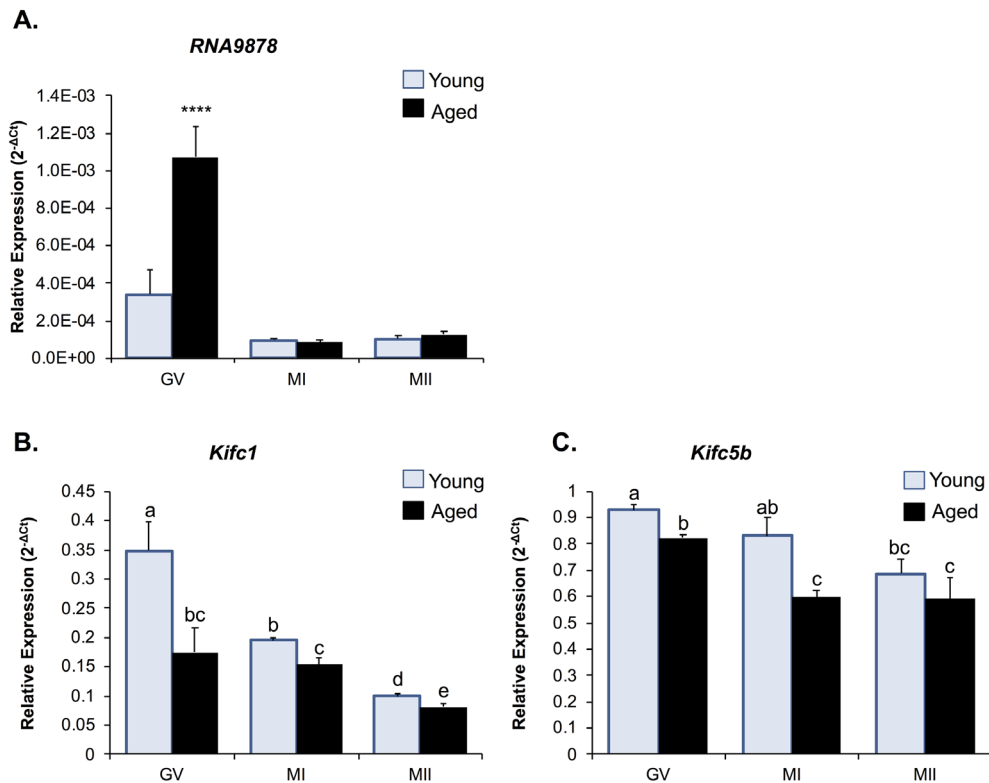 A.
RNA9878
Young
Aged
Relative Expression (2-ΔCt)
1.4E-03
1.2E-03
1.0E-03
8.0E-04
6.0E-04
4.0E-04
2.0E-04
0.0E+00
****
GV MI MII
B.
Kifc1
Young
Aged
Relative Expression (2-ΔCt)
0.45
0.4
0.35
0.3
0.25
0.2
0.15
0.1
0.05
0
a
bc
b
c
d
e
GV MI MII
C.
Kifc5b
Young
Aged
Relative Expression (2-ΔCt)
1
0.9
0.8
0.7
0.6
0.5
0.4
0.3
0.2
0.1
0
a
b
ab
c
bc
c
GV MI MII